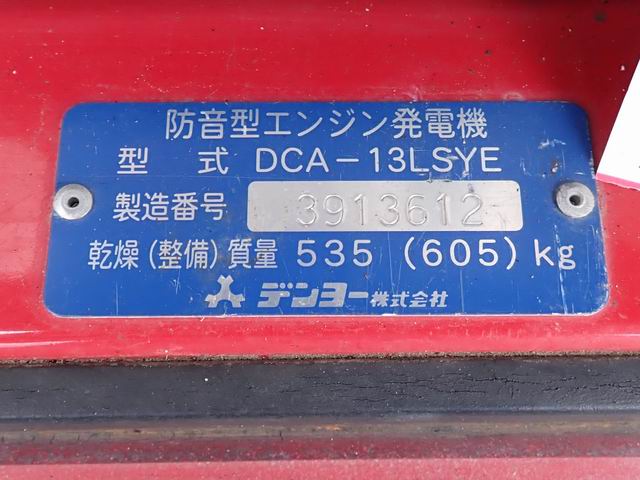 防音型エンジン発電機
型 式 DCA-13LSYE
製造番号 3913612
乾燥(整備)質量 535 (605)kg
デンヨー株式会社